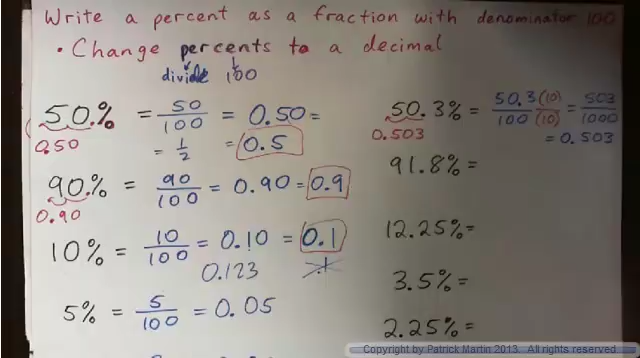 Write a percent as a fraction with denominator 100
• Change percents to a decimal
divide 100
50.% = 50/100 = 0.50 =
0.50
= 1/2 = 0.5
90.% = 90/100 = 0.90 = 0.9
0.90
10% = 10/100 = 0.10 = 0.1
0.123 .1
5% = 5/100 = 0.05
50.3% = 50.3(10)/100(10) = 503/1000
0.503 = 0.503
91.8% =
12.25% =
3.5% =
2.25% =
Copyright by Patrick Martin 2013. All rights reserved